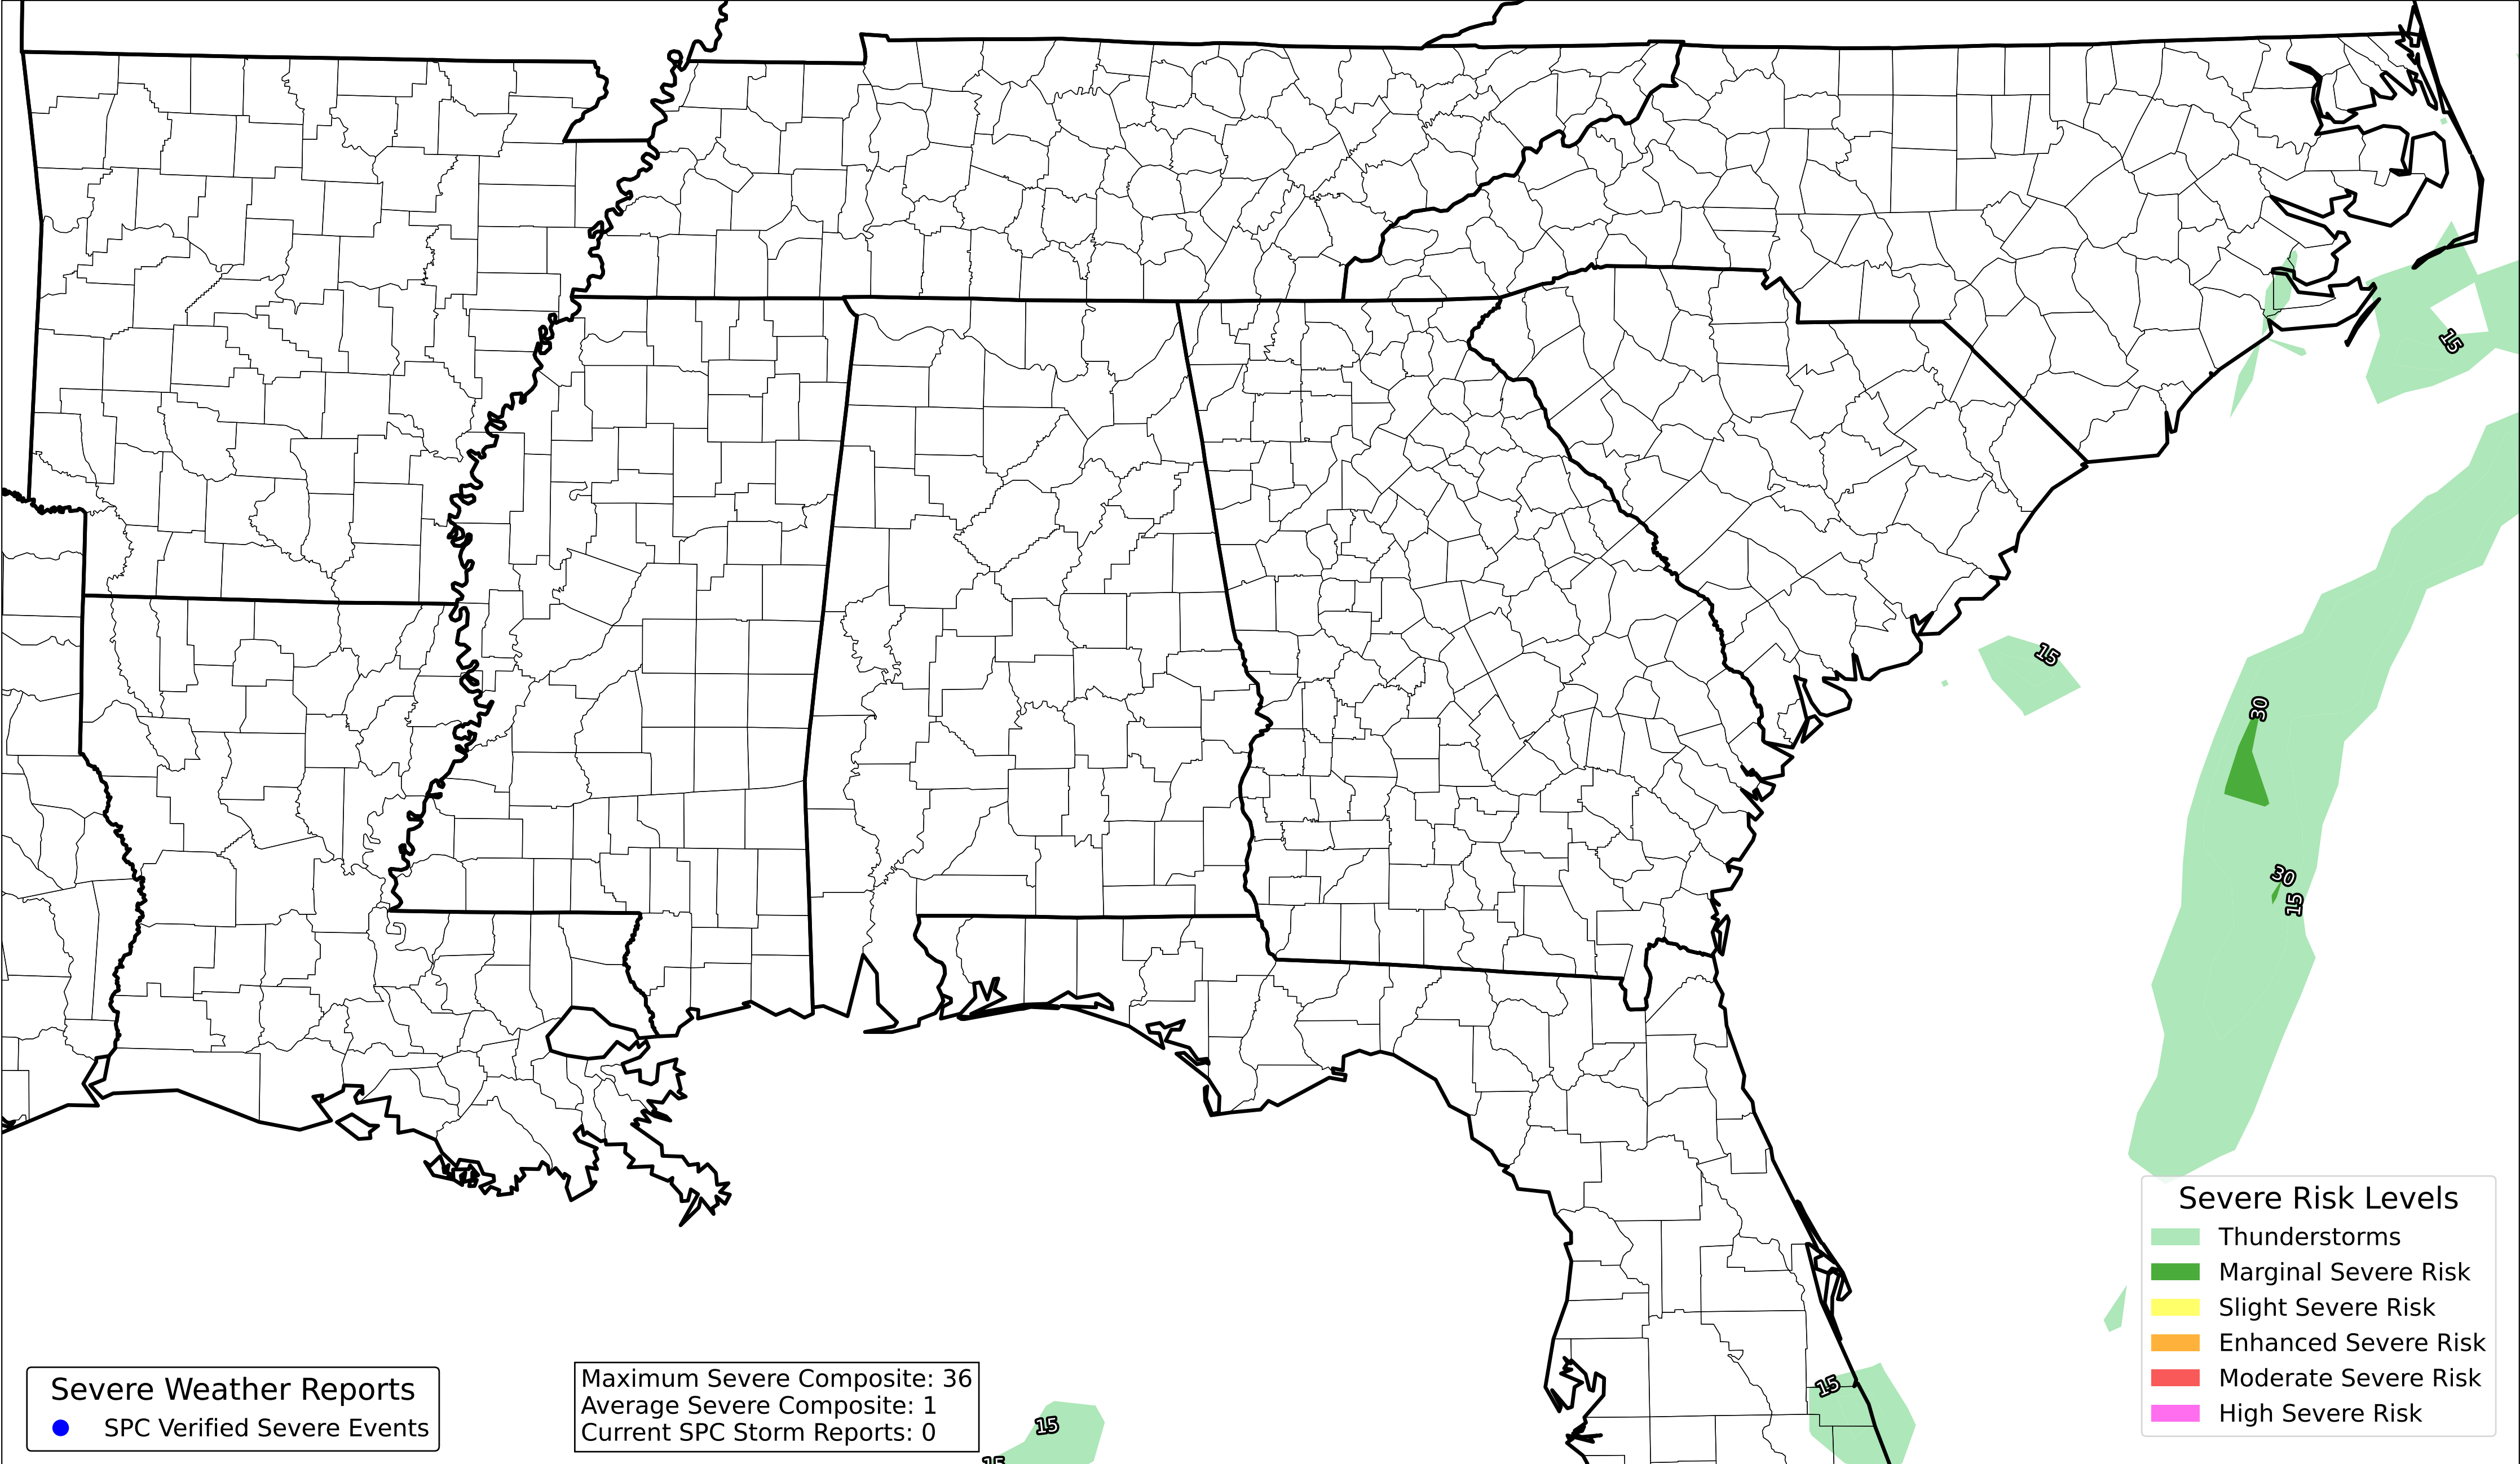 15
15
30
30
15
Severe Risk Levels
Thunderstorms
Marginal Severe Risk
Slight Severe Risk
Enhanced Severe Risk
Moderate Severe Risk
High Severe Risk
15
Severe Weather Reports
SPC Verified Severe Events
Maximum Severe Composite: 36
Average Severe Composite: 1
Current SPC Storm Reports: 0
15
15